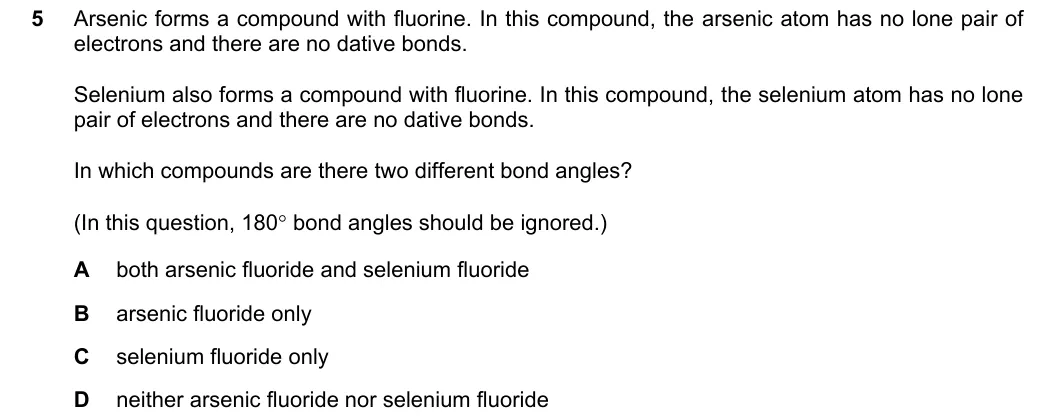 5 Arsenic forms a compound with fluorine. In this compound, the arsenic atom has no lone pair of
electrons and there are no dative bonds.
Selenium also forms a compound with fluorine. In this compound, the selenium atom has no lone
pair of electrons and there are no dative bonds.
In which compounds are there two different bond angles?
(In this question, 180° bond angles should be ignored.)
A both arsenic fluoride and selenium fluoride
B arsenic fluoride only
C selenium fluoride only
D neither arsenic fluoride nor selenium fluoride